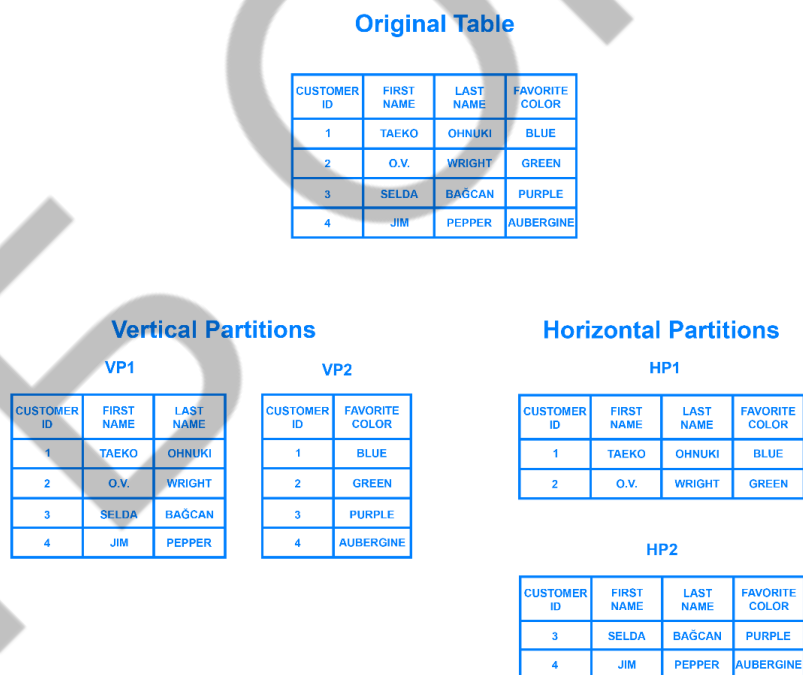 Original Table
CUSTOMER ID FIRST NAME LAST NAME FAVORITE COLOR
1 TAEKO OHNUKI BLUE
2 O.V. WRIGHT GREEN
3 SELDA BAĞCAN PURPLE
4 JIM PEPPER AUBERGINE
Vertical Partitions
VP1
CUSTOMER ID FIRST NAME LAST NAME
1 TAEKO OHNUKI
2 O.V. WRIGHT
3 SELDA BAĞCAN
4 JIM PEPPER
VP2
CUSTOMER ID FAVORITE COLOR
1 BLUE
2 GREEN
3 PURPLE
4 AUBERGINE
Horizontal Partitions
HP1
CUSTOMER ID FIRST NAME LAST NAME FAVORITE COLOR
1 TAEKO OHNUKI BLUE
2 O.V. WRIGHT GREEN
HP2
CUSTOMER ID FIRST NAME LAST NAME FAVORITE COLOR
3 SELDA BAĞCAN PURPLE
4 JIM PEPPER AUBERGINE